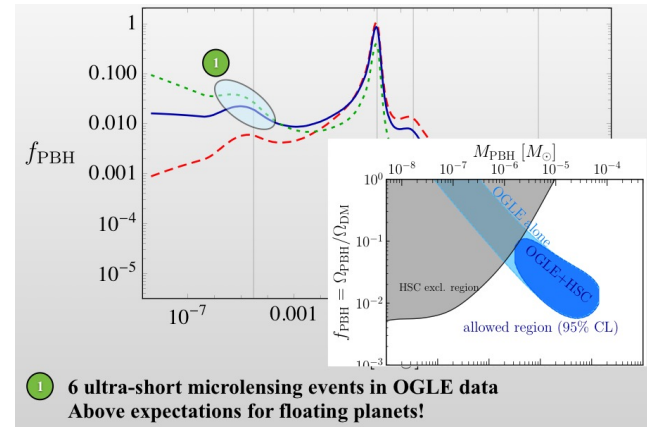 1
0.100
0.010
0.001
10⁻⁴
10⁻⁵
f_PBH
1
10⁻⁷
0.001
M_PBH [M_⊙]
10⁻⁸
10⁻⁷
10⁻⁶
10⁻⁵
10⁻⁴
10⁰
10⁻¹
10⁻²
10⁻³
f_PBH = Ω_PBH/Ω_DM
OGLE alone
OGLE+HSC
HSC excl. region
allowed region (95% CL)
1 6 ultra-short microlensing events in OGLE data
Above expectations for floating planets!